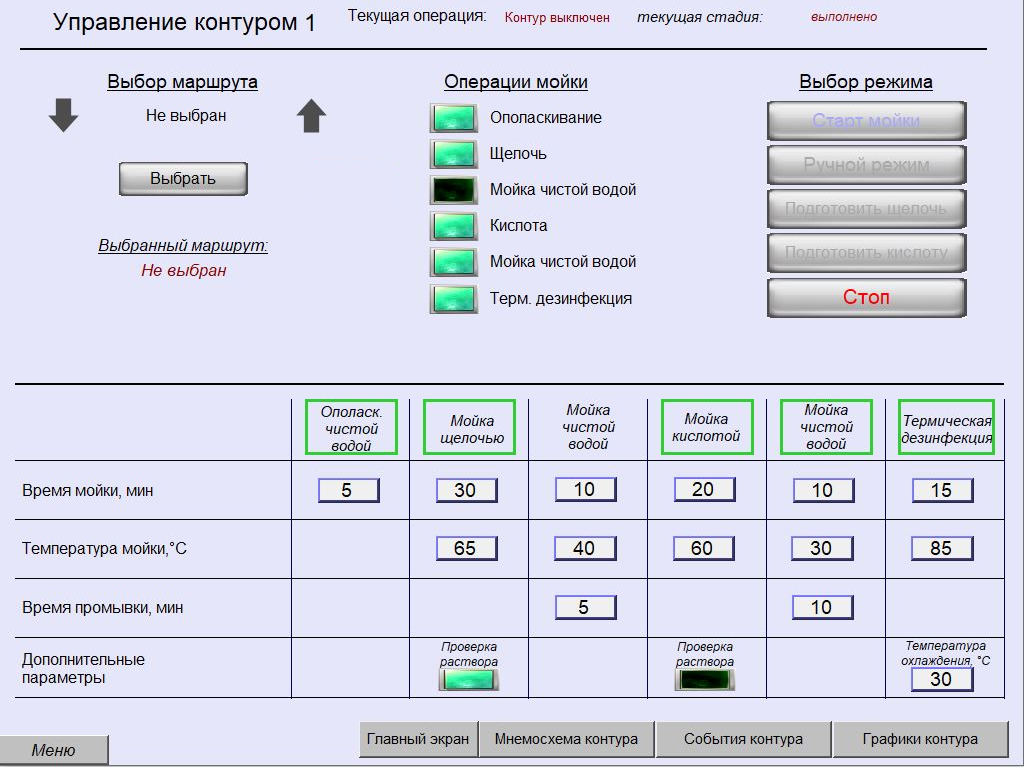 Управление контуром 1
Текущая операция: Контур выключен текущая стадия: выполнено
Выбор маршрута
Не выбран
Выбрать
Выбранный маршрут:
Не выбран
Операции мойки
Ополаскивание
Щелочь
Мойка чистой водой
Кислота
Мойка чистой водой
Терм. дезинфекция
Выбор режима
Старт мойки
Ручной режим
Подготовить щелочь
Подготовить кислоту
Стоп
Ополаск.
чистой
водой
Мойка
щелочью
Мойка
чистой
водой
Мойка
кислотой
Мойка
чистой
водой
Термическая
дезинфекция
Время мойки, мин 5 30 10 20 10 15
Температура мойки,°C 65 40 60 30 85
Время промывки, мин 5 10
Дополнительные
параметры
Проверка
раствора
Проверка
раствора
Температура
охлаждения, °C
30
Меню
Главный экран Мнемосхема контура События контура Графики контура